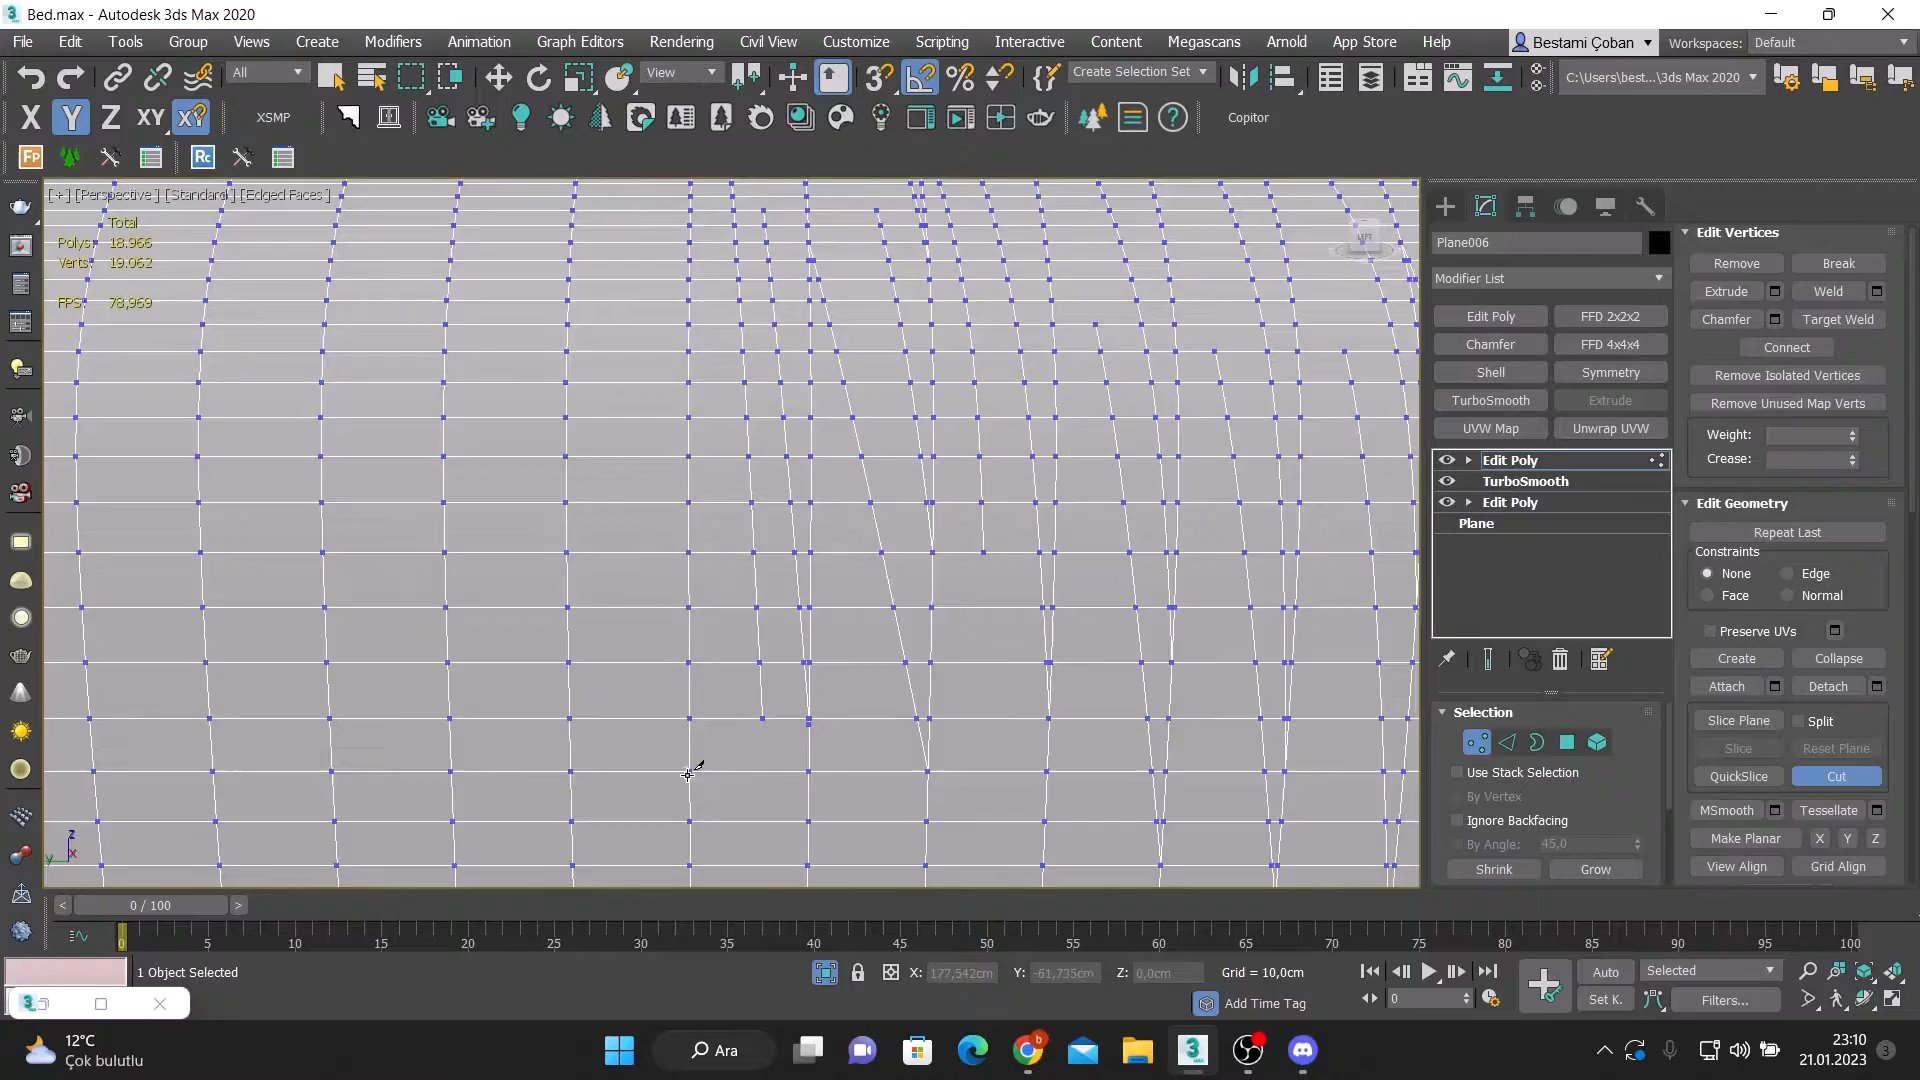 Bed.max - Autodesk 3ds Max 2020
File Edit Tools Group Views Create Modifiers Animation Graph Editors Rendering Civil View Customize Scripting Interactive Content Megascans Arnold App Store Help Bestami Çoban Workspaces: Default
All View Create Selection Set C:\Users\best...\3ds Max 2020
X Y Z XY XSMP Copitor
Fp Rc
[ + ] [Perspective ] [Standard ] [Edged Faces ]
Total
Polys: 18.966
Verts: 19.062
FPS: 78,969
LEFT
Plane006
Modifier List
Edit Poly FFD 2x2x2
Chamfer FFD 4x4x4
Shell Symmetry
TurboSmooth Extrude
UVW Map Unwrap UVW
Edit Poly
TurboSmooth
Edit Poly
Plane
Selection
Use Stack Selection
By Vertex
Ignore Backfacing
By Angle: 45,0
Shrink Grow
Edit Vertices
Remove Break
Extrude Weld
Chamfer Target Weld
Connect
Remove Isolated Vertices
Remove Unused Map Verts
Weight:
Crease:
Edit Geometry
Repeat Last
Constraints
None Edge
Face Normal
Preserve UVs
Create Collapse
Attach Detach
Slice Plane Split
Slice Reset Plane
QuickSlice Cut
MSmooth Tessellate
Make Planar X Y Z
View Align Grid Align
z
y x
< 0 / 100 >
0 5 10 15 20 25 30 35 40 45 50 55 60 65 70 75 80 85 90 95 100
1 Object Selected X: 177,542cm Y: -61,735cm Z: 0,0cm Grid = 10,0cm Auto Selected
Add Time Tag 0 Set K. Filters...
12°C
Çok bulutlu
Ara
23:10
21.01.2023
3